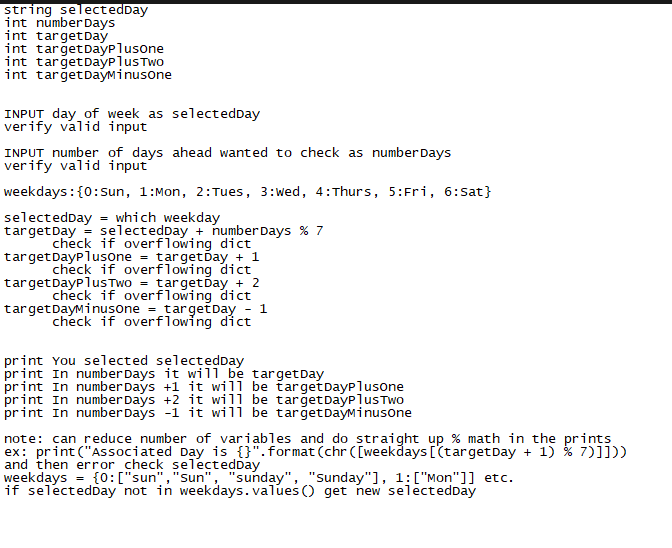 string selectedDay
int numberDays
int targetDay
int targetDayPlusOne
int targetDayPlusTwo
int targetDayMinusOne
INPUT day of week as selectedDay
verify valid input
INPUT number of days ahead wanted to check as numberDays
verify valid input
weekdays:{0:Sun, 1:Mon, 2:Tues, 3:Wed, 4:Thurs, 5:Fri, 6:Sat}
selectedDay = which weekday
targetDay = selectedDay + numberDays % 7
check if overflowing dict
targetDayPlusOne = targetDay + 1
check if overflowing dict
targetDayPlusTwo = targetDay + 2
check if overflowing dict
targetDayMinusOne = targetDay - 1
check if overflowing dict
print You selected selectedDay
print In numberDays it will be targetDay
print In numberDays +1 it will be targetDayPlusOne
print In numberDays +2 it will be targetDayPlusTwo
print In numberDays -1 it will be targetDayMinusOne
note: can reduce number of variables and do straight up % math in the prints
ex: print("Associated Day is {}".format(chr([weekdays[(targetDay + 1) % 7)]]))
and then error check selectedDay
weekdays = {0:["sun","Sun", "sunday", "Sunday"], 1:["Mon"]] etc.
if selectedDay not in weekdays.values() get new selectedDay